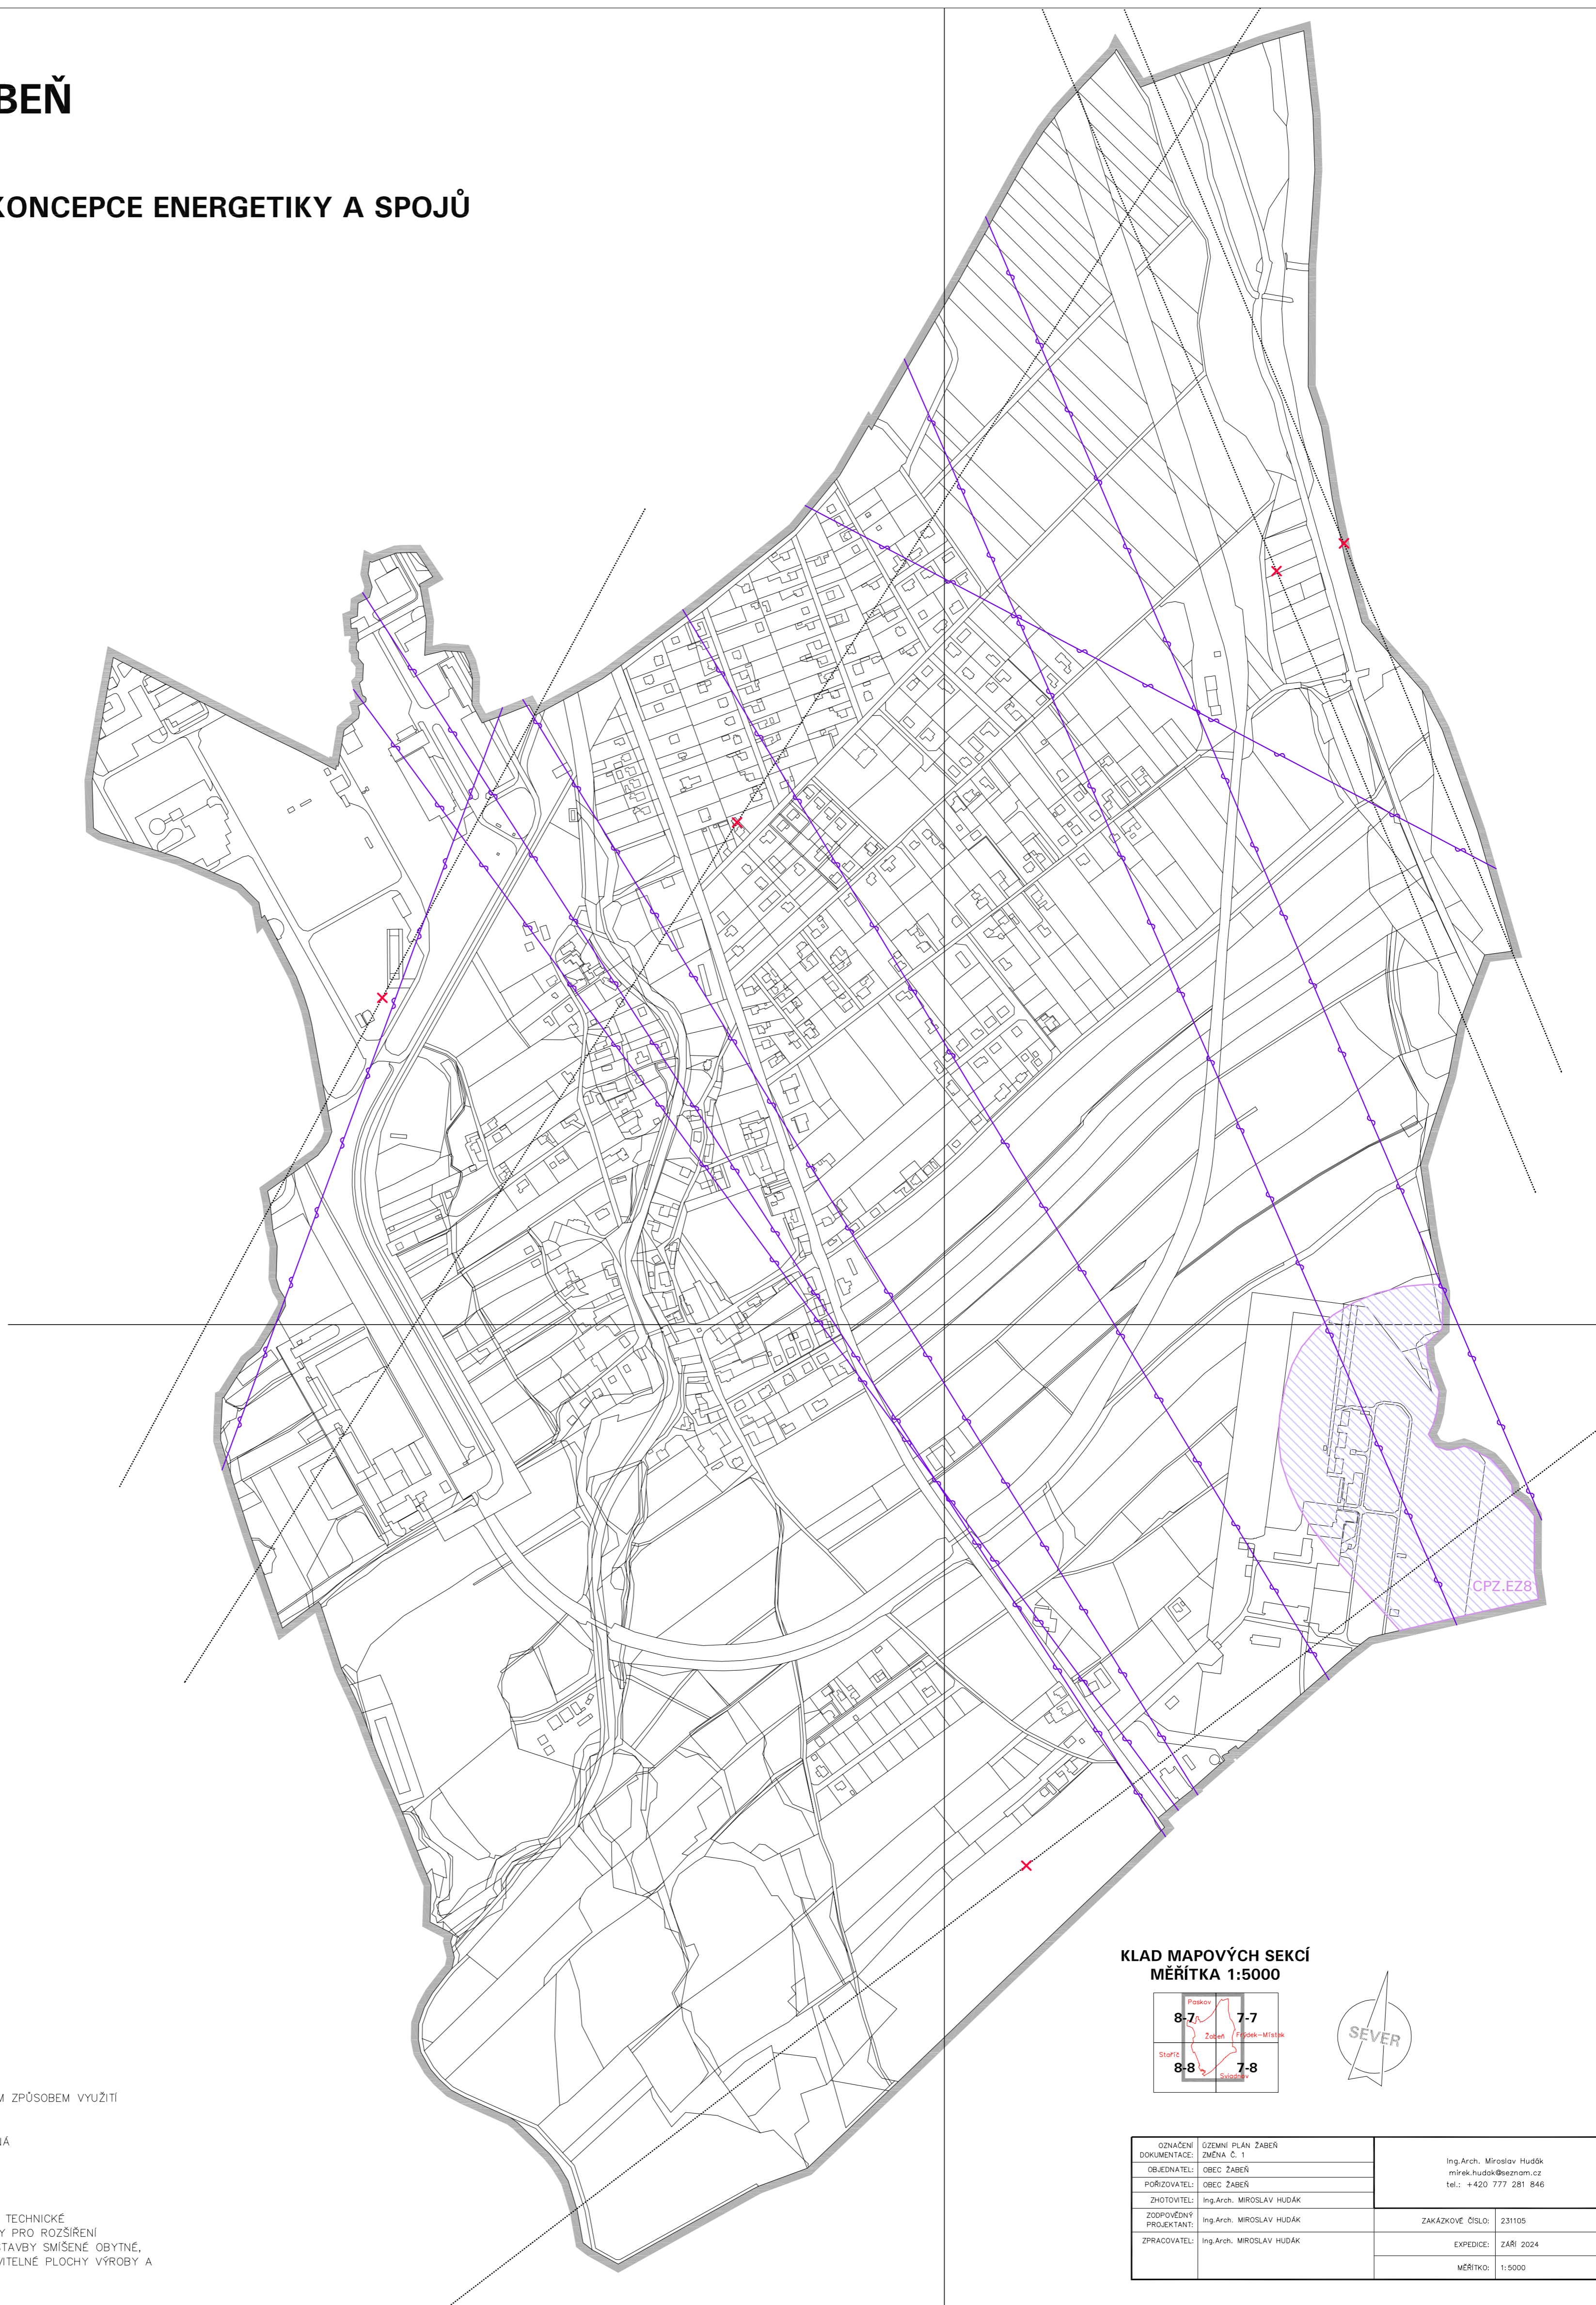 BEŇ
KONCEPCE ENERGETIKY A SPOJŮ
CPZ.EZ8
KLAD MAPOVÝCH SEKCÍ
MĚŘÍTKA 1:5000
Paskov
8-7
7-7
Žabeň
Frýdek-Místek
Staříč
8-8
7-8
Sviadnov
SEVER
M ZPŮSOBEM VYUŽITÍ
NÁ
TECHNICKÉ
Y PRO ROZŠÍŘENÍ
STAVBY SMÍŠENÉ OBYTNÉ,
VITELNÉ PLOCHY VÝROBY A
OZNAČENÍ
DOKUMENTACE:
ÚZEMNÍ PLÁN ŽABEŇ
ZMĚNA Č. 1
OBJEDNATEL:
OBEC ŽABEŇ
POŘIZOVATEL:
OBEC ŽABEŇ
ZHOTOVITEL:
Ing.Arch. MIROSLAV HUDÁK
ZODPOVĚDNÝ
PROJEKTANT:
Ing.Arch. MIROSLAV HUDÁK
ZPRACOVATEL:
Ing.Arch. MIROSLAV HUDÁK
Ing.Arch. Miroslav Hudák
mirek.hudak@seznam.cz
tel.: +420 777 281 846
ZAKÁZKOVÉ ČÍSLO:
231105
EXPEDICE:
ZÁŘÍ 2024
MĚŘÍTKO:
1:5000